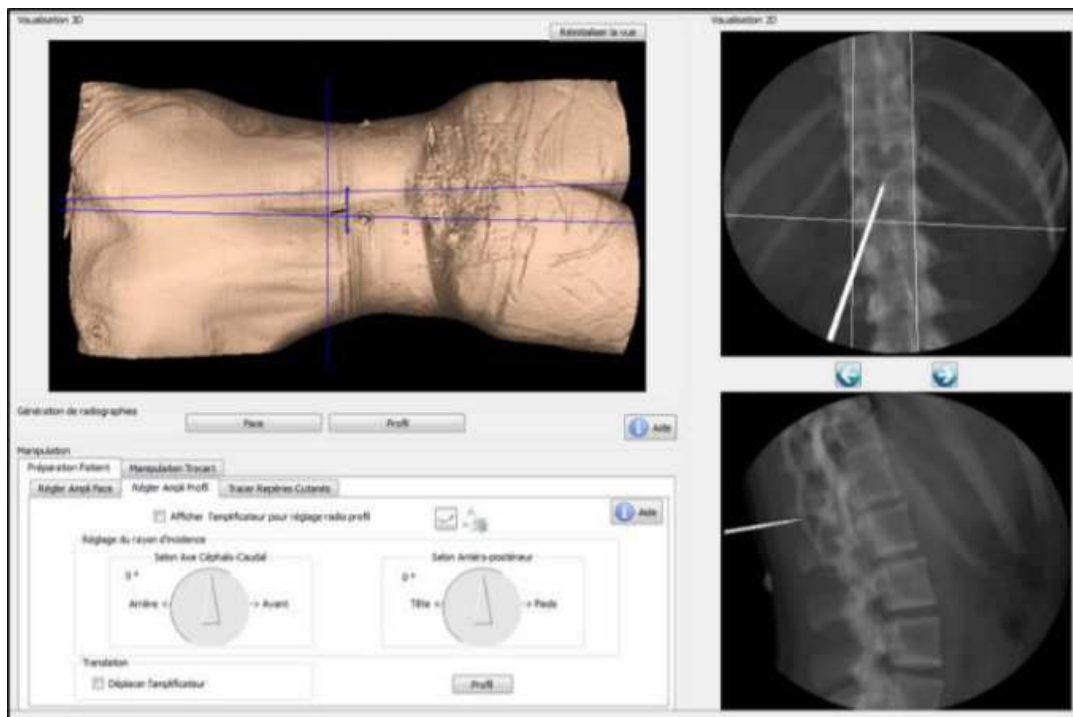 Visualisation 3D
Réinitialiser la vue
Visualisation 2D
Génération de radiographies
Face
Profil
Aide
Manipulation
Préparation Patient
Manipulation Trocart
Régler Ampli Face
Régler Ampli Profil
Tracer Repères Cutanés
Afficher l'amplificateur pour réglage radio profil
Aide
Réglage du rayon d'incidence
Selon Axe Céphalo-Caudal
Selon Antéro-postérieur
0 °
0 °
Arrière <
-> Avant
Tête <
-> Pieds
Translation
Déplacer l'amplificateur
Profil